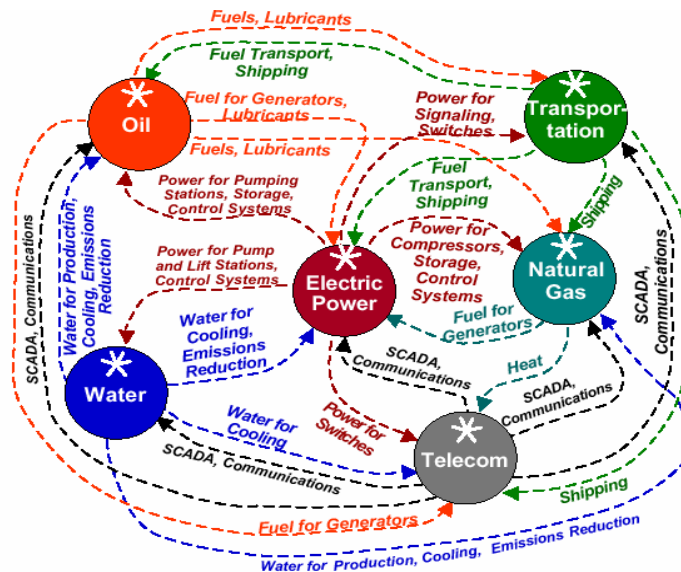 Fuels, Lubricants
Fuel Transport,
Shipping
Oil
Fuel for Generators,
Lubricants
Power for
Signaling,
Switches
Transpor-
tation
Fuels, Lubricants
Fuel
Transport,
Shipping
Shipping
Power for Pumping
Stations, Storage,
Control Systems
Power for
Compressors,
Storage,
Control
Systems
Power for Pump
and Lift Stations,
Control Systems
Electric
Power
Natural
Gas
SCADA, Communications
Water for Production,
Cooling, Emissions
Reduction
SCADA,
Communications
Water for
Cooling,
Emissions
Reduction
Fuel for
Generators
Heat
SCADA,
Communications
SCADA,
Communications
Water
Water for
Cooling
Power for
Switches
Telecom
SCADA, Communications
Shipping
Fuel for Generators
Water for Production, Cooling, Emissions Reduction